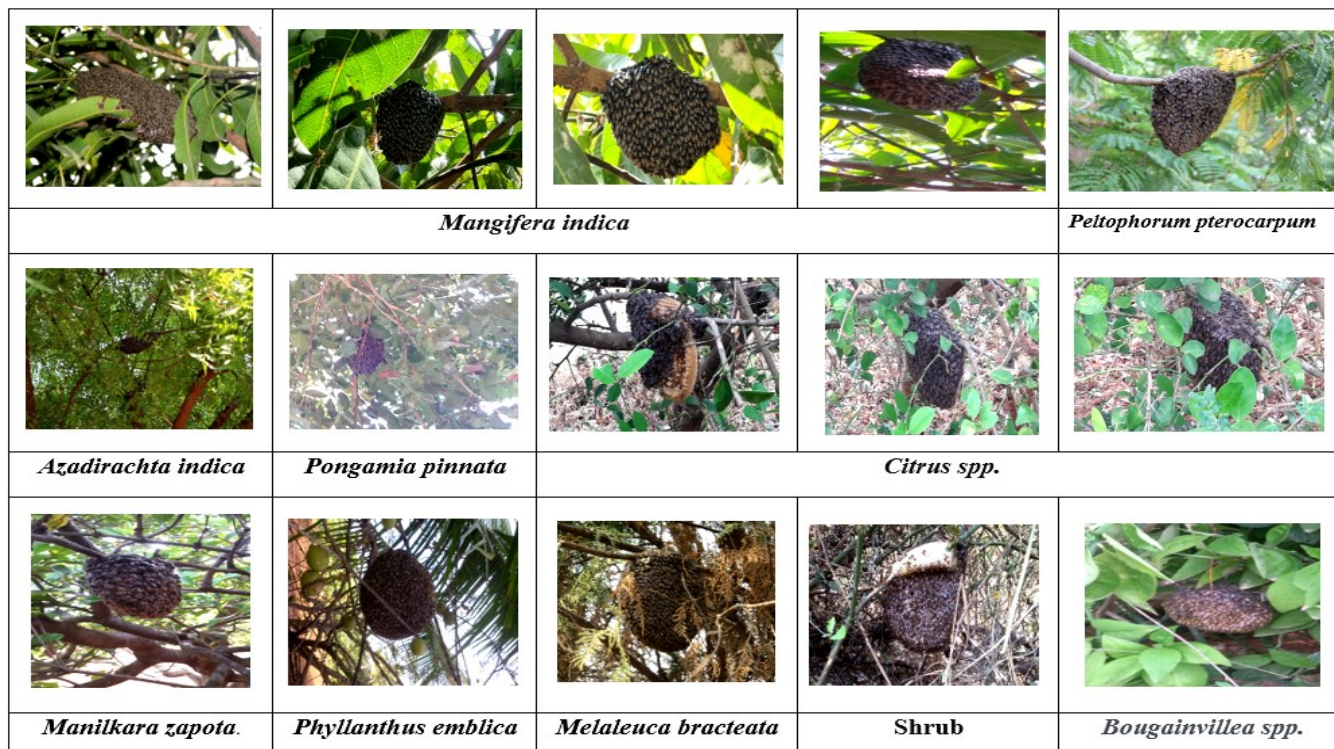 Mangifera indica
Peltophorum pterocarpum
Azadirachta indica
Pongamia pinnata
Citrus spp.
Manilkara zapota.
Phyllanthus emblica
Melaleuca bracteata
Shrub
Bougainvillea spp.